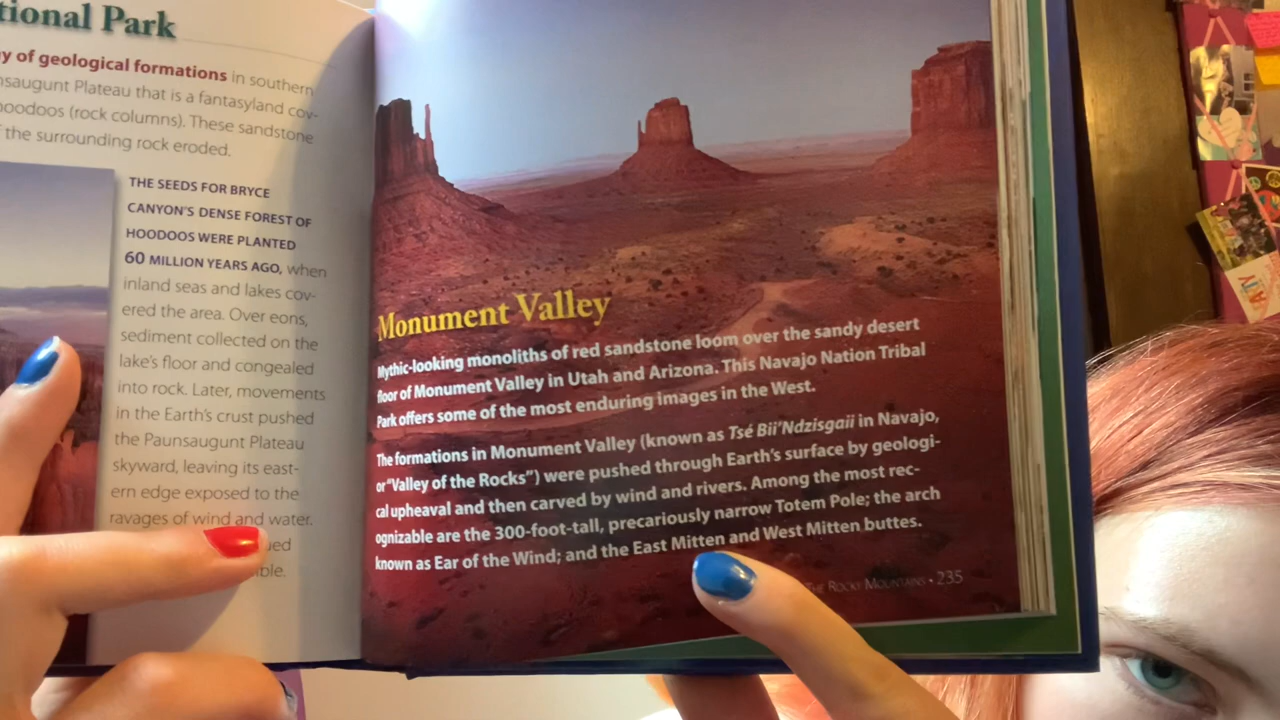 tional Park
y of geological formations in southern
nsaugunt Plateau that is a fantasyland cov-
hoodoos (rock columns). These sandstone
f the surrounding rock eroded.
THE SEEDS FOR BRYCE
CANYON'S DENSE FOREST OF
HOODOOS WERE PLANTED
60 MILLION YEARS AGO, when
inland seas and lakes cov-
ered the area. Over eons,
sediment collected on the
lake's floor and congealed
into rock. Later, movements
in the Earth's crust pushed
the Paunsaugunt Plateau
skyward, leaving its east-
ern edge exposed to the
ravages of wind and water.
ued
ble.
Monument Valley
Mythic-looking monoliths of red sandstone loom over the sandy desert
floor of Monument Valley in Utah and Arizona. This Navajo Nation Tribal
Park offers some of the most enduring images in the West.
The formations in Monument Valley (known as Tsé Bii'Ndzisgaii in Navajo,
or "Valley of the Rocks") were pushed through Earth's surface by geologi-
cal upheaval and then carved by wind and rivers. Among the most rec-
ognizable are the 300-foot-tall, precariously narrow Totem Pole; the arch
known as Ear of the Wind; and the East Mitten and West Mitten buttes.
THE ROCKY MOUNTAINS • 235